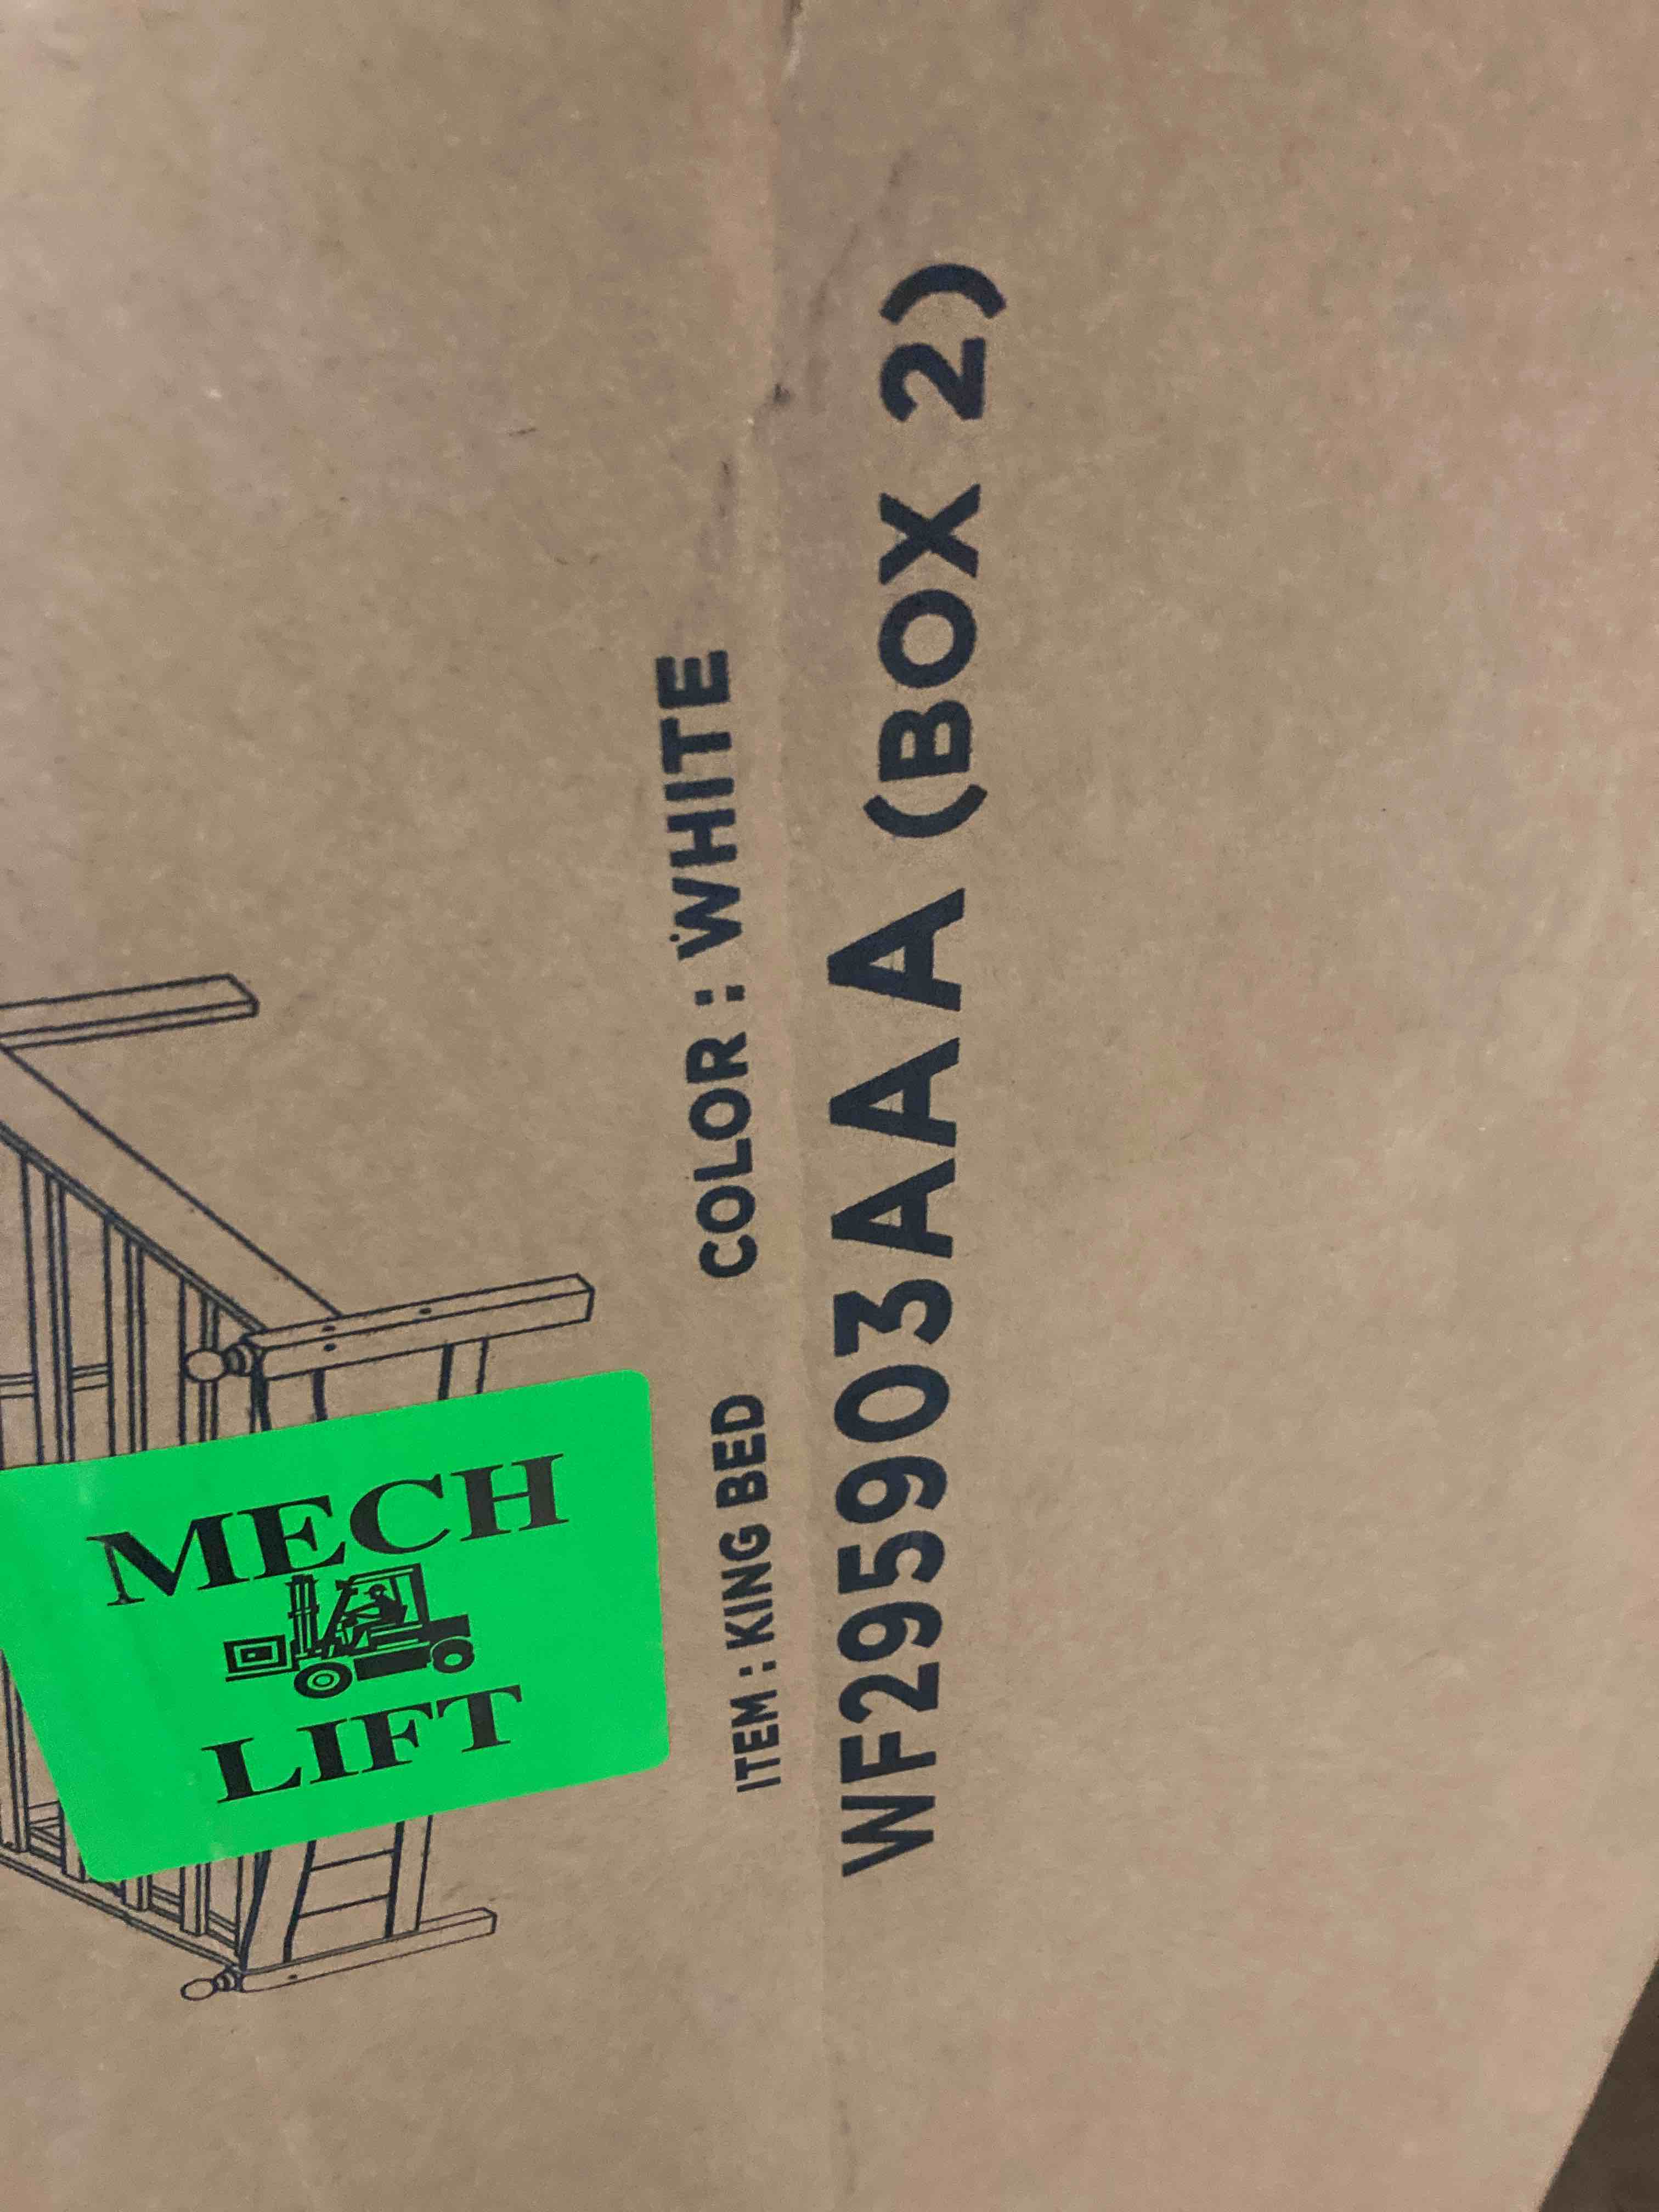 MECH
LIFT
ITEM : KING BED COLOR : WHITE
WF295903AAA (BOX 2)